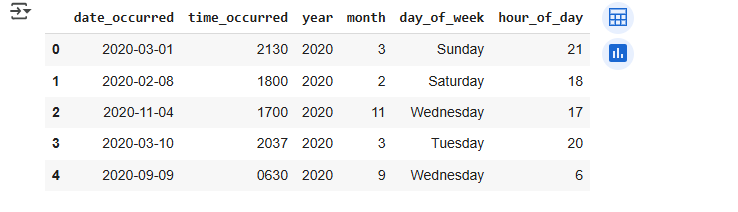 date_occurred time_occurred year month day_of_week hour_of_day
0 2020-03-01 2130 2020 3 Sunday 21
1 2020-02-08 1800 2020 2 Saturday 18
2 2020-11-04 1700 2020 11 Wednesday 17
3 2020-03-10 2037 2020 3 Tuesday 20
4 2020-09-09 0630 2020 9 Wednesday 6